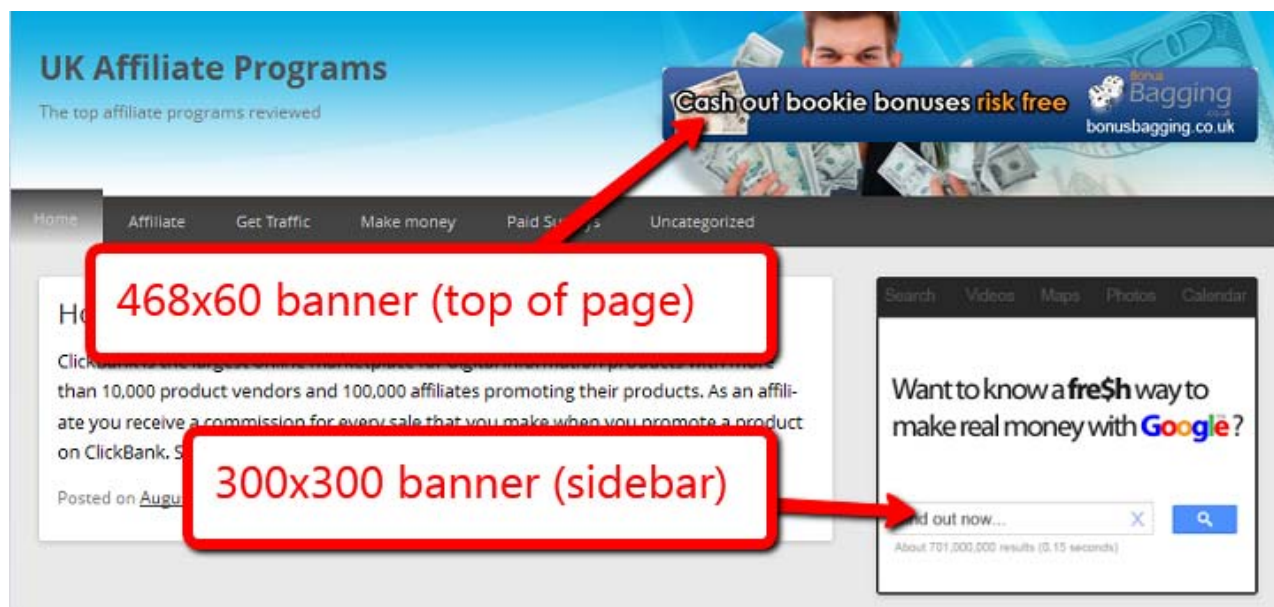 UK Affiliate Programs
The top affiliate programs reviewed
Cash out bookie bonuses risk free
Bonus
Bagging
.co.uk
bonusbagging.co.uk
Home Affiliate Get Traffic Make money Paid Uncategorized
468x60 banner (top of page)
than 10,000 product vendors and 100,000 affiliates promoting their products. As an affili-
ate you receive a commission for every sale that you make when you promote a product
on ClickBank.
300x300 banner (sidebar)
Posted on
Search Videos Maps Photos Calendar
Want to know a fre$h way to
make real money with Google ?
out now... X
About 701,000,000 results (0.15 seconds)